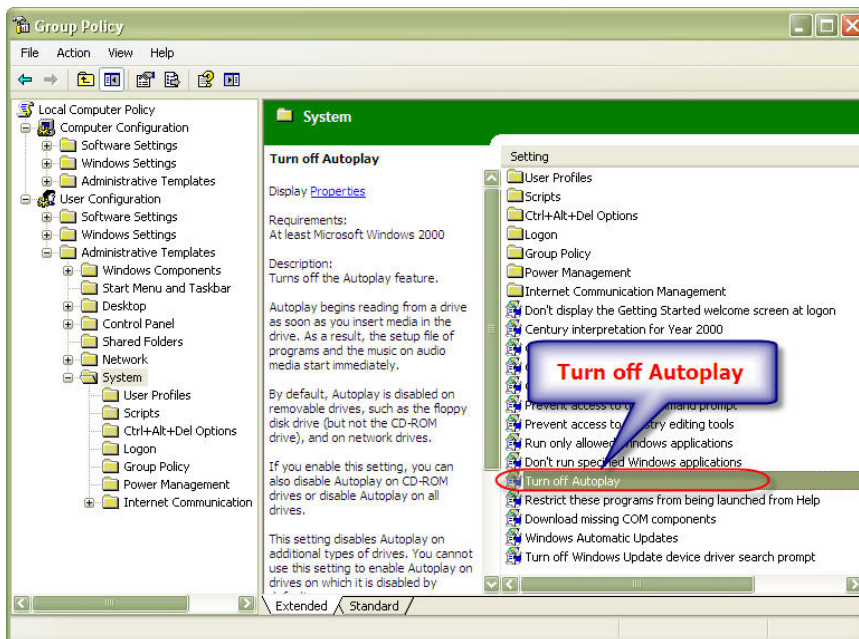 Group Policy
File Action View Help
Local Computer Policy
Computer Configuration
Software Settings
Windows Settings
Administrative Templates
User Configuration
Software Settings
Windows Settings
Administrative Templates
Windows Components
Start Menu and Taskbar
Desktop
Control Panel
Shared Folders
Network
System
User Profiles
Scripts
Ctrl+Alt+Del Options
Logon
Group Policy
Power Management
Internet Communication
System
Turn off Autoplay
Display Properties
Requirements:
At least Microsoft Windows 2000
Description:
Turns off the Autoplay feature.
Autoplay begins reading from a drive
as soon as you insert media in the
drive. As a result, the setup file of
programs and the music on audio
media start immediately.
By default, Autoplay is disabled on
removable drives, such as the floppy
disk drive (but not the CD-ROM
drive), and on network drives.
If you enable this setting, you can
also disable Autoplay on CD-ROM
drives or disable Autoplay on all
drives.
This setting disables Autoplay on
additional types of drives. You cannot
use this setting to enable Autoplay on
drives on which it is disabled by
Setting
User Profiles
Scripts
Ctrl+Alt+Del Options
Logon
Group Policy
Power Management
Internet Communication Management
Don't display the Getting Started welcome screen at logon
Century interpretation for Year 2000
Turn off Autoplay
Prevent access to command prompt
Prevent access to registry editing tools
Run only allowed Windows applications
Don't run specified Windows applications
Turn off Autoplay
Restrict these programs from being launched from Help
Download missing COM components
Windows Automatic Updates
Turn off Windows Update device driver search prompt
Extended Standard